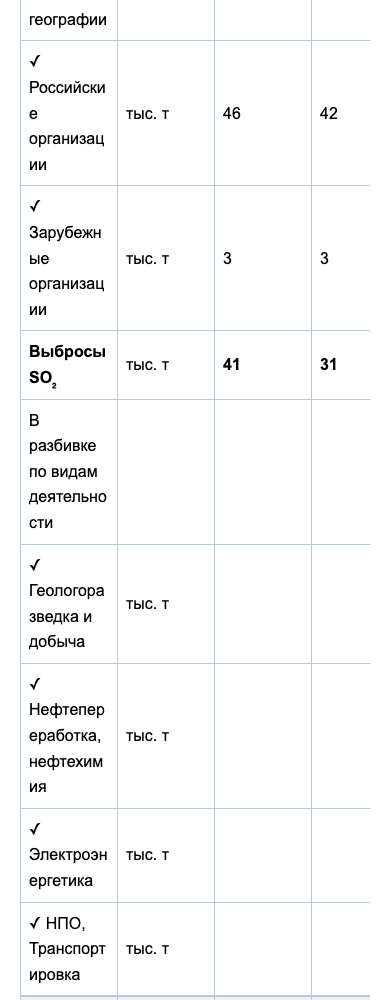 географии
✓
Российски
е
организац
ии
тыс. т
46
42
✓
Зарубежн
ые
организац
ии
тыс. т
3
3
Выбросы
SO₂
тыс. т
41
31
В
разбивке
по видам
деятельно
сти
✓
Геологора
зведка и
добыча
тыс. т
✓
Нефтепер
еработка,
нефтехим
ия
тыс. т
✓
Электроэн
ергетика
тыс. т
✓ НПО,
Транспорт
ировка
тыс. т